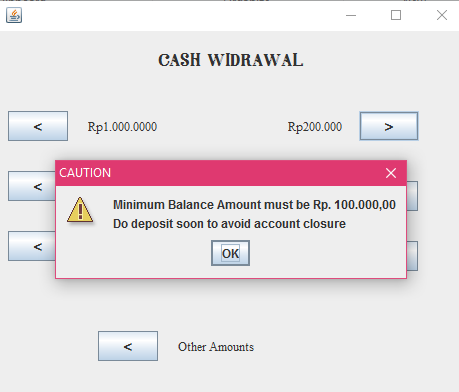 CASH WIDRAWAL
<
Rp1.000.0000
Rp200.000
>
<
CAUTION
Minimum Balance Amount must be Rp. 100.000,00
Do deposit soon to avoid account closure
OK
<
<
Other Amounts